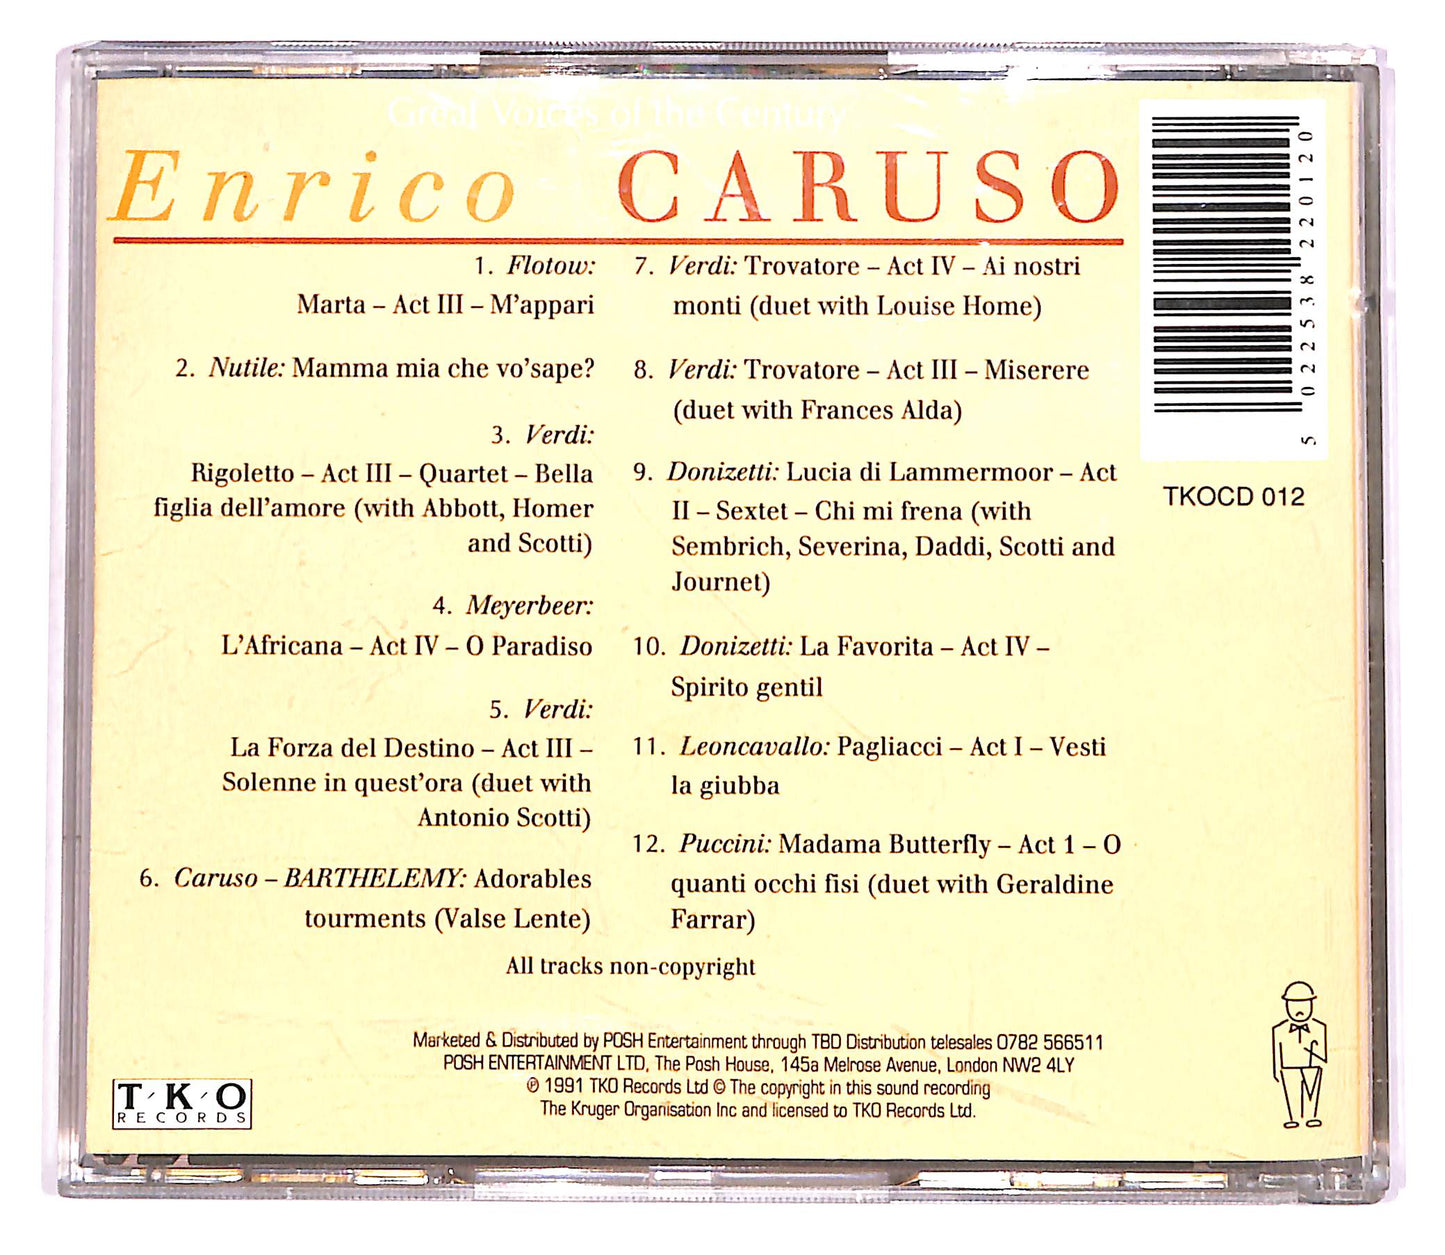 Great Voices of the Century
Enrico CARUSO
1. Flotow:
Marta – Act III – M'appari
2. Nutile: Mamma mia che vo'sape?
3. Verdi:
Rigoletto – Act III – Quartet – Bella
figlia dell'amore (with Abbott, Homer
and Scotti)
4. Meyerbeer:
L'Africana – Act IV – O Paradiso
5. Verdi:
La Forza del Destino – Act III –
Solenne in quest'ora (duet with
Antonio Scotti)
6. Caruso – BARTHELEMY: Adorables
tourments (Valse Lente)
7. Verdi: Trovatore – Act IV – Ai nostri
monti (duet with Louise Home)
8. Verdi: Trovatore – Act III – Miserere
(duet with Frances Alda)
9. Donizetti: Lucia di Lammermoor – Act
II – Sextet – Chi mi frena (with
Sembrich, Severina, Daddi, Scotti and
Journet)
10. Donizetti: La Favorita – Act IV –
Spirito gentil
11. Leoncavallo: Pagliacci – Act I – Vesti
la giubba
12. Puccini: Madama Butterfly – Act 1 – O
quanti occhi fisi (duet with Geraldine
Farrar)
All tracks non-copyright
5 022538 220120
TKOCD 012
Marketed & Distributed by POSH Entertainment through TBD Distribution telesales 0782 566511
POSH ENTERTAINMENT LTD, The Posh House, 145a Melrose Avenue, London NW2 4LY
℗ 1991 TKO Records Ltd © The copyright in this sound recording
The Kruger Organisation Inc and licensed to TKO Records Ltd.
T·K·O
RECORDS